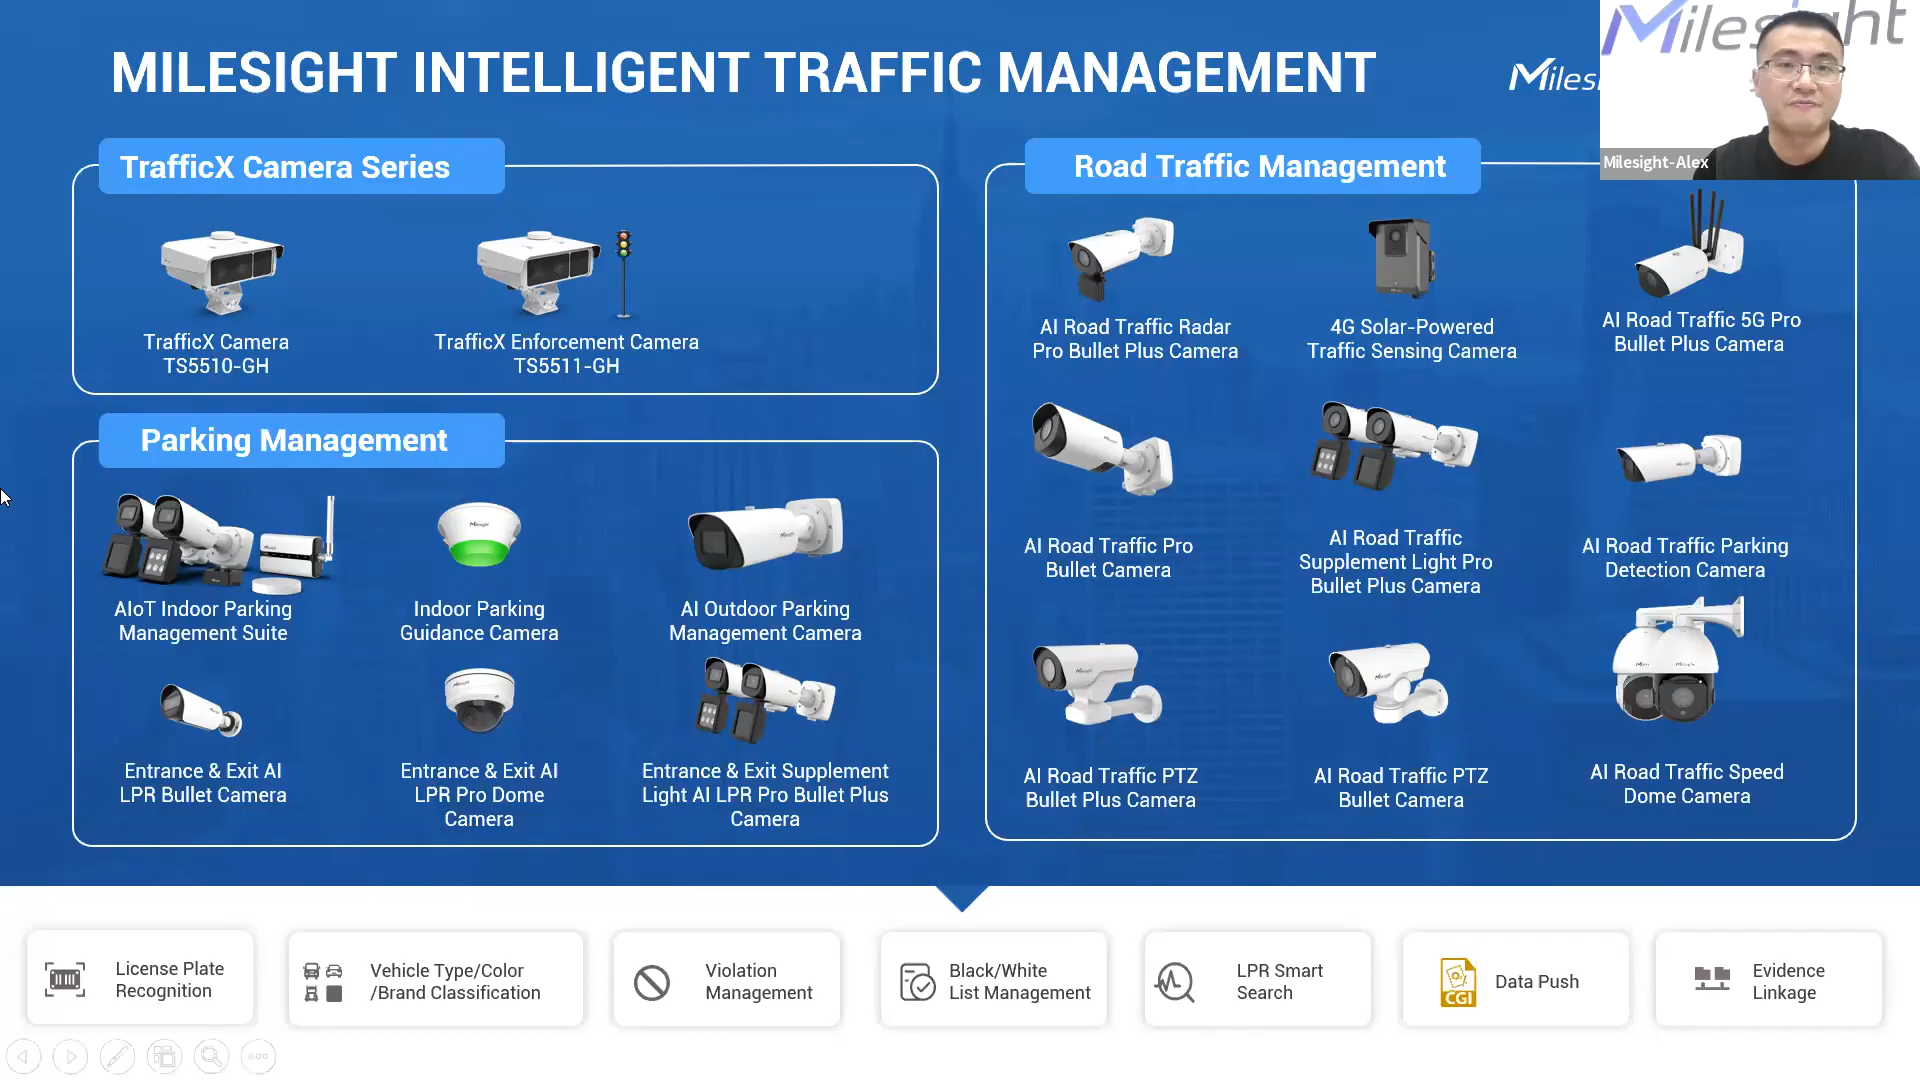 MILESIGHT INTELLIGENT TRAFFIC MANAGEMENT
Milesight
Milesight-Alex
TrafficX Camera Series
TrafficX Camera
TS5510-GH
TrafficX Enforcement Camera
TS5511-GH
Parking Management
AIoT Indoor Parking
Management Suite
Indoor Parking
Guidance Camera
AI Outdoor Parking
Management Camera
Entrance & Exit AI
LPR Bullet Camera
Entrance & Exit AI
LPR Pro Dome
Camera
Entrance & Exit Supplement
Light AI LPR Pro Bullet Plus
Camera
Road Traffic Management
AI Road Traffic Radar
Pro Bullet Plus Camera
4G Solar-Powered
Traffic Sensing Camera
AI Road Traffic 5G Pro
Bullet Plus Camera
AI Road Traffic Pro
Bullet Camera
AI Road Traffic
Supplement Light Pro
Bullet Plus Camera
AI Road Traffic Parking
Detection Camera
AI Road Traffic PTZ
Bullet Plus Camera
AI Road Traffic PTZ
Bullet Camera
AI Road Traffic Speed
Dome Camera
License Plate
Recognition
Vehicle Type/Color
/Brand Classification
Violation
Management
Black/White
List Management
LPR Smart
Search
CGI
Data Push
Evidence
Linkage